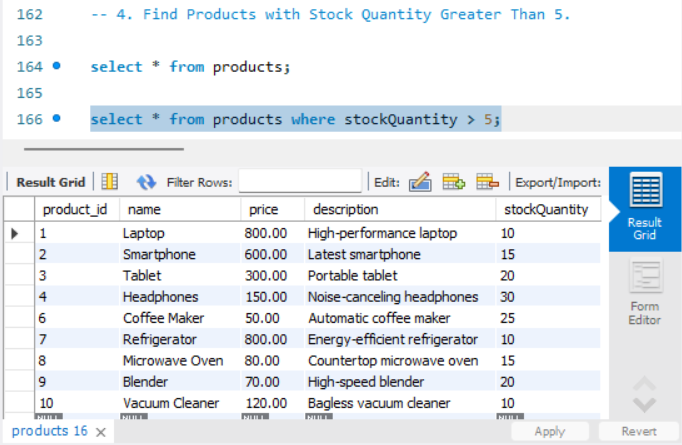 162 -- 4. Find Products with Stock Quantity Greater Than 5.
163
164 select * from products;
165
166 select * from products where stockQuantity > 5;
Result Grid Filter Rows: Edit: Export/Import:
product_id name price description stockQuantity
1 Laptop 800.00 High-performance laptop 10
2 Smartphone 600.00 Latest smartphone 15
3 Tablet 300.00 Portable tablet 20
4 Headphones 150.00 Noise-canceling headphones 30
6 Coffee Maker 50.00 Automatic coffee maker 25
7 Refrigerator 800.00 Energy-efficient refrigerator 10
8 Microwave Oven 80.00 Countertop microwave oven 15
9 Blender 70.00 High-speed blender 20
10 Vacuum Cleaner 120.00 Bagless vacuum cleaner 10
NULL NULL NULL NULL NULL
Result
Grid
Form
Editor
products 16 Apply Revert